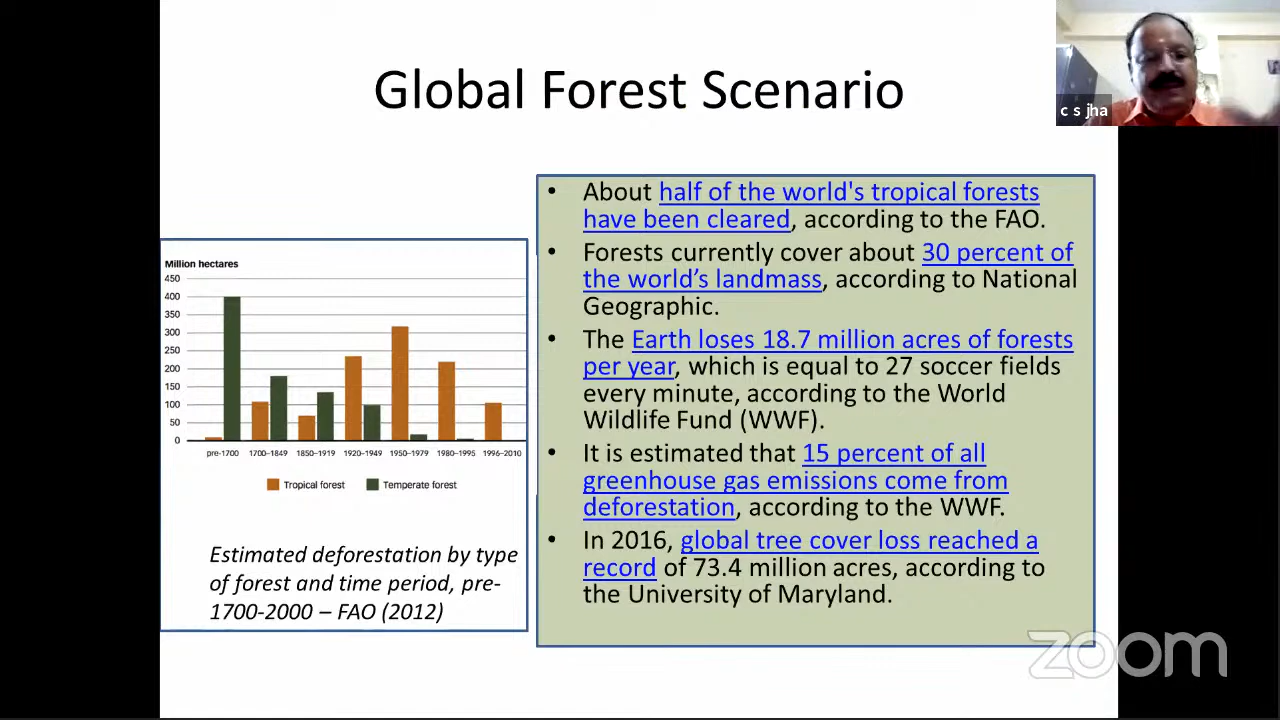 Global Forest Scenario
c s jha
Million hectares
450
400
350
300
250
200
150
100
50
0
pre-1700 1700–1849 1850–1919 1920–1949 1950–1979 1980–1995 1996–2010
Tropical forest Temperate forest
Estimated deforestation by type
of forest and time period, pre-
1700-2000 – FAO (2012)
• About half of the world's tropical forests
have been cleared, according to the FAO.
• Forests currently cover about 30 percent of
the world’s landmass, according to National
Geographic.
• The Earth loses 18.7 million acres of forests
per year, which is equal to 27 soccer fields
every minute, according to the World
Wildlife Fund (WWF).
• It is estimated that 15 percent of all
greenhouse gas emissions come from
deforestation, according to the WWF.
• In 2016, global tree cover loss reached a
record of 73.4 million acres, according to
the University of Maryland.
zoom